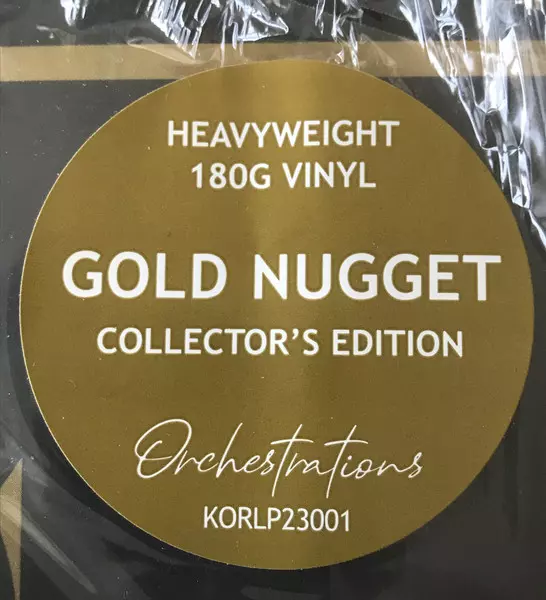 HEAVYWEIGHT
180G VINYL
GOLD NUGGET
COLLECTOR'S EDITION
Orchestrations
KORLP23001